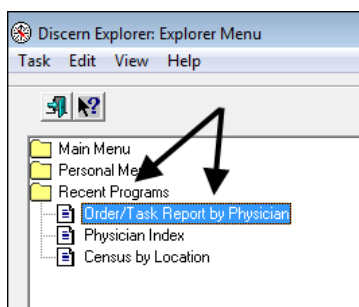 Discern Explorer: Explorer Menu
Task Edit View Help
Main Menu
Personal
Recent Programs
Order/Task Report by Physician
Physician Index
Census by Location